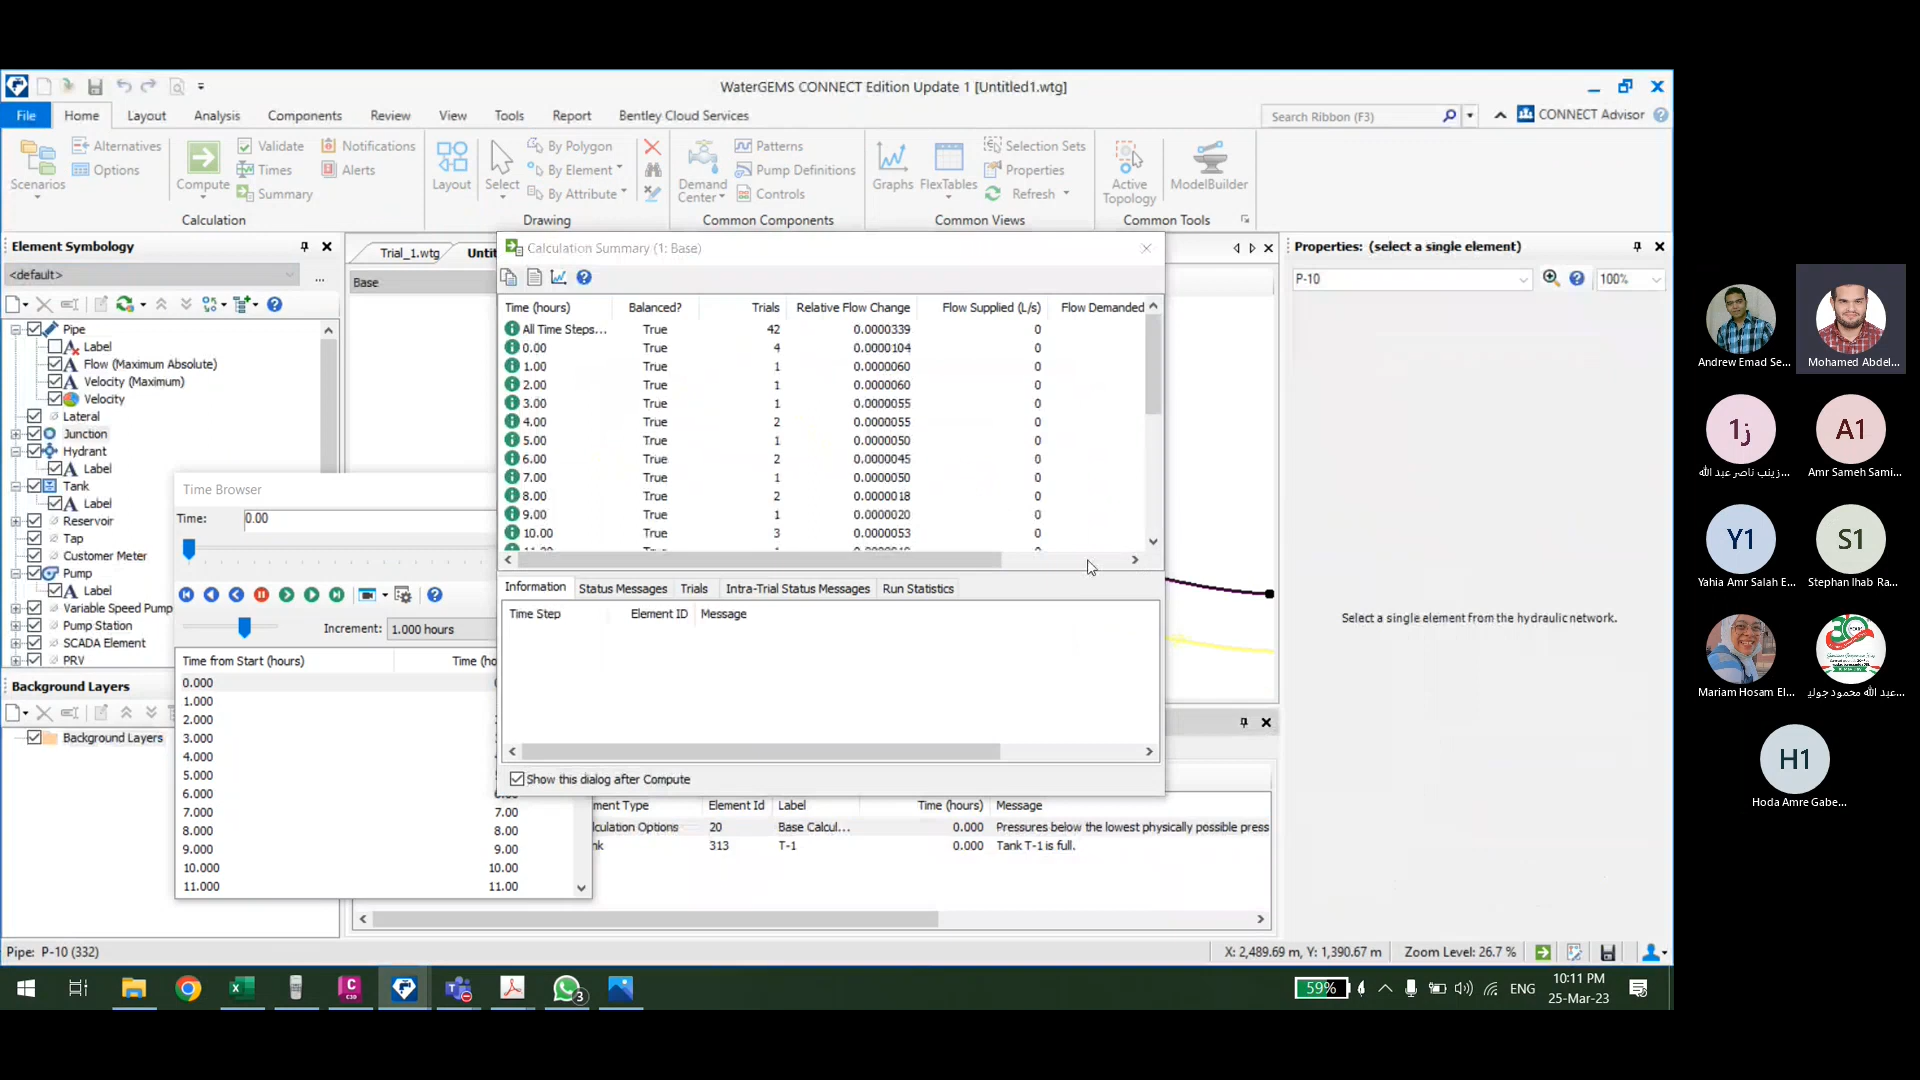 WaterGEMS CONNECT Edition Update 1 [Untitled1.wtg]
File Home Layout Analysis Components Review View Tools Report Bentley Cloud Services
Search Ribbon (F3)
CONNECT Advisor
Scenarios
Alternatives
Options
Compute
Validate
Times
Summary
Notifications
Alerts
Calculation
Layout
Select
By Polygon
By Element
By Attribute
Drawing
Demand
Center
Patterns
Pump Definitions
Controls
Common Components
Graphs
FlexTables
Selection Sets
Properties
Refresh
Common Views
Active
Topology
ModelBuilder
Common Tools
Element Symbology
<default>
...
Pipe
Label
Flow (Maximum Absolute)
Velocity (Maximum)
Velocity
Lateral
Junction
Hydrant
Label
Tank
Label
Reservoir
Tap
Customer Meter
Pump
Label
Variable Speed Pump
Pump Station
SCADA Element
PRV
Background Layers
Background Layers
Trial_1.wtg
Base
Time Browser
Time: 0.00
Increment: 1.000 hours
Time from Start (hours)
0.000
1.000
2.000
3.000
4.000
5.000
6.000
7.000 7.00
8.000 8.00
9.000 9.00
10.000 10.00
11.000 11.00
Calculation Summary (1: Base)
Time (hours) Balanced? Trials Relative Flow Change Flow Supplied (L/s) Flow Demanded
All Time Steps... True 42 0.0000339 0
0.00 True 4 0.0000104 0
1.00 True 1 0.0000060 0
2.00 True 1 0.0000060 0
3.00 True 1 0.0000055 0
4.00 True 2 0.0000055 0
5.00 True 1 0.0000050 0
6.00 True 2 0.0000045 0
7.00 True 1 0.0000050 0
8.00 True 2 0.0000018 0
9.00 True 1 0.0000020 0
10.00 True 3 0.0000053 0
Information Status Messages Trials Intra-Trial Status Messages Run Statistics
Time Step Element ID Message
Show this dialog after Compute
Element Id Label Time (hours) Message
Options 20 Base Calcul... 0.000 Pressures below the lowest physically possible press
313 T-1 0.000 Tank T-1 is full.
Properties: (select a single element)
P-10
100%
Select a single element from the hydraulic network.
Pipe: P-10 (332)
X: 2,489.69 m, Y: 1,390.67 m
Zoom Level: 26.7 %
3
59%
ENG
10:11 PM
25-Mar-23
Andrew Emad Se...
Mohamed Abdel...
1ز
زينب ناصر عبد الله...
A1
Amr Sameh Sami...
Y1
Yahia Amr Salah E...
S1
Stephan Ihab Ra...
Mariam Hosam El...
30
عبد الله محمود جولي...
H1
Hoda Amre Gabe...